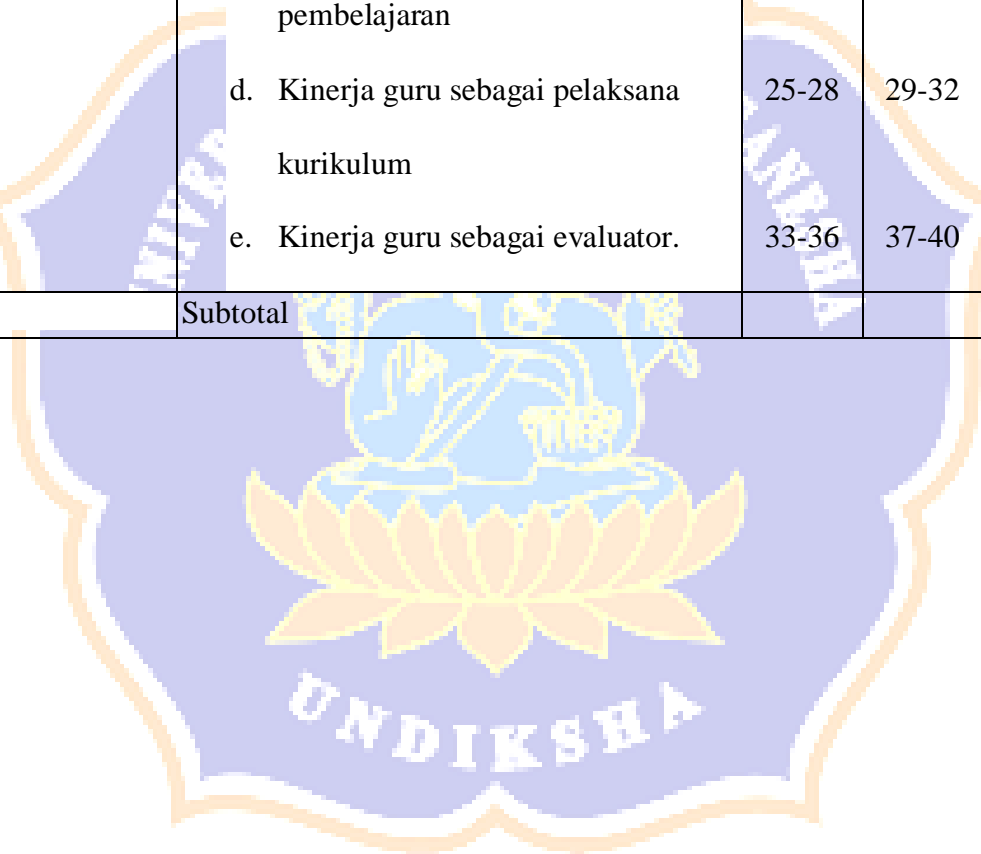 pembelajaran
d. Kinerja guru sebagai pelaksana 25-28 29-32
kurikulum
e. Kinerja guru sebagai evaluator. 33-36 37-40
Subtotal
UNDIKSHA